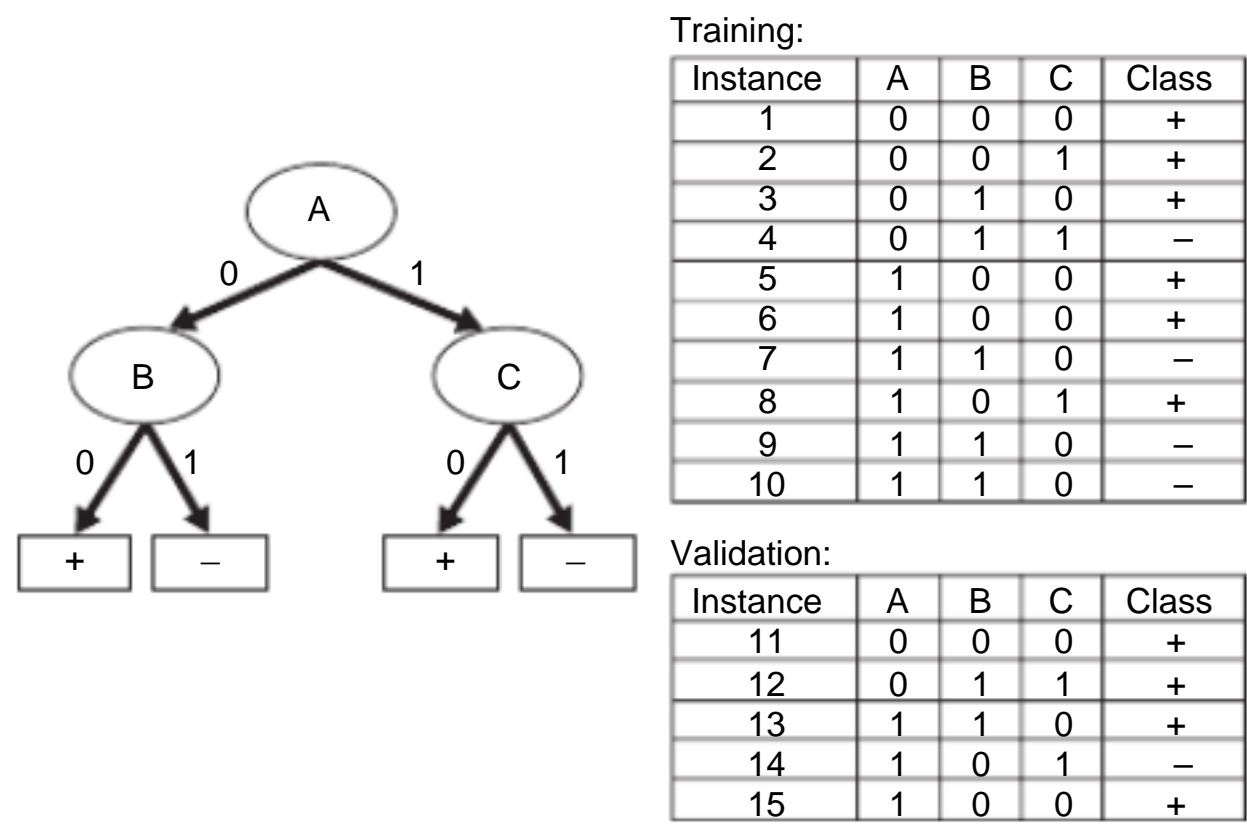 A
0 1
B C
0 1 0 1
+ – + –
Training:
Instance A B C Class
1 0 0 0 +
2 0 0 1 +
3 0 1 0 +
4 0 1 1 –
5 1 0 0 +
6 1 0 0 +
7 1 1 0 –
8 1 0 1 +
9 1 1 0 –
10 1 1 0 –
Validation:
Instance A B C Class
11 0 0 0 +
12 0 1 1 +
13 1 1 0 +
14 1 0 1 –
15 1 0 0 +